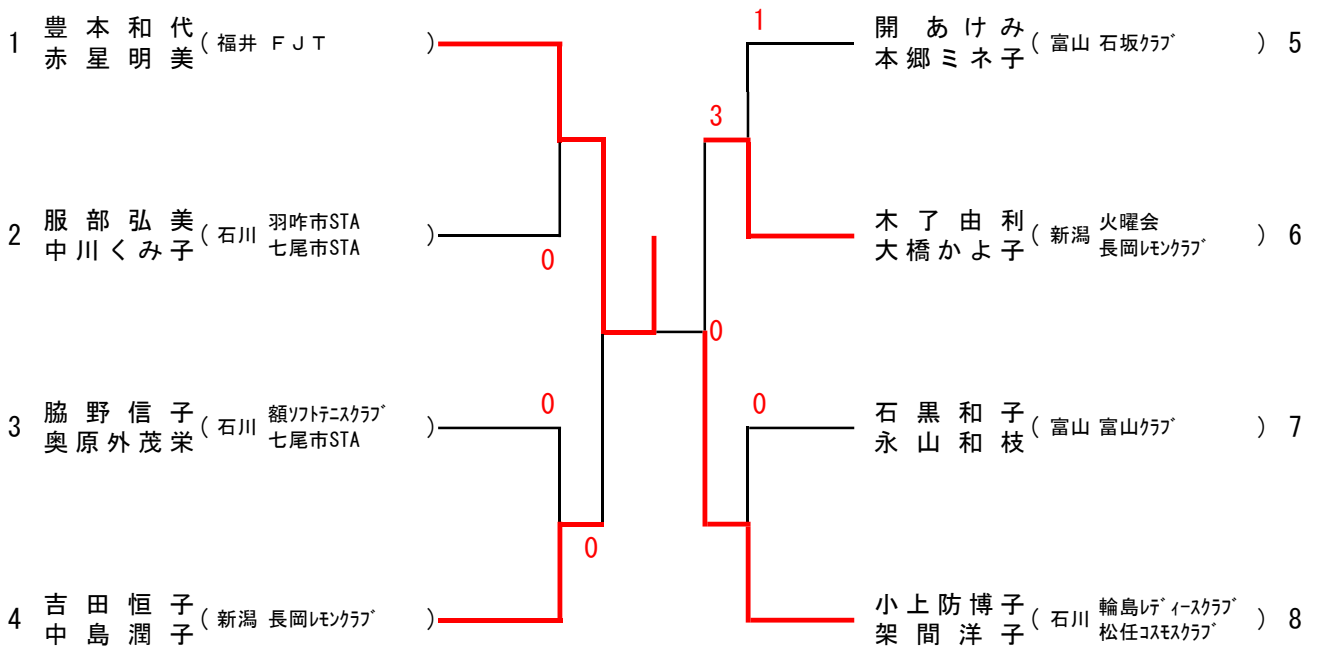 1 豊本和代 赤星明美 (福井 FJT)
2 服部弘美 中川くみ子 (石川 羽咋市STA 七尾市STA)
0
0
3 脇野信子 奥原外茂栄 (石川 額ソフトテニスクラブ 七尾市STA)
0
4 吉田恒子 中島潤子 (新潟 長岡レモンクラブ)
1
開あけみ 本郷ミネ子 (富山 石坂クラブ) 5
3
木了由利 大橋かよ子 (新潟 火曜会 長岡レモンクラブ) 6
0
0
石黒和子 永山和枝 (富山 富山クラブ) 7
小上防博子 架間洋子 (石川 輪島レディースクラブ 松任コスモスクラブ) 8